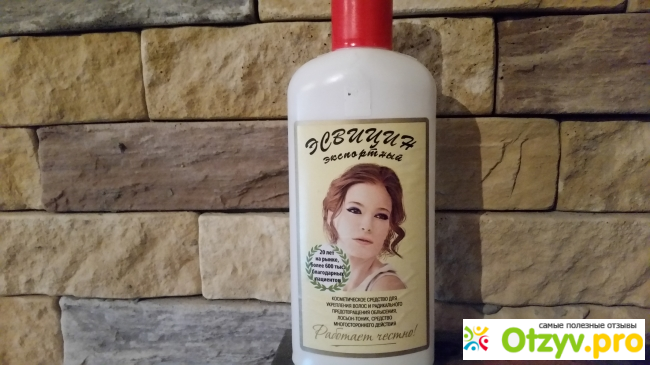 ЭСВИЦИН
экспортный
20 лет
на рынке,
более 600 тыс.
благодарных
пациентов
КОСМЕТИЧЕСКОЕ СРЕДСТВО ДЛЯ
УКРЕПЛЕНИЯ ВОЛОС И РАДИКАЛЬНОГО
ПРЕДОТВРАЩЕНИЯ ОБЛЫСЕНИЯ,
ЛОСЬОН-ТОНИК. СРЕДСТВО
МНОГОСТОРОННЕГО ДЕЙСТВИЯ
Работает честно!
самые полезные отзывы
Otzyv.pro